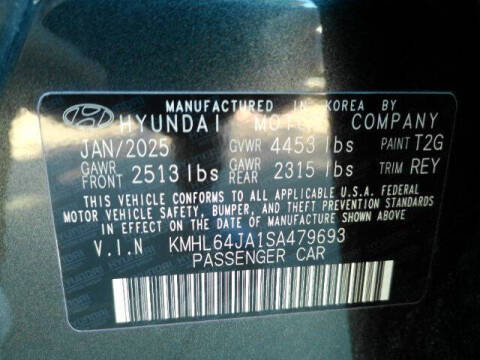 MANUFACTURED IN KOREA BY
HYUNDAI MOTOR COMPANY
JAN/2025 GVWR 4453 lbs PAINT T2G
GAWR FRONT 2513 lbs GAWR REAR 2315 lbs TRIM REY
THIS VEHICLE CONFORMS TO ALL APPLICABLE U.S.A. FEDERAL
MOTOR VEHICLE SAFETY, BUMPER, AND THEFT PREVENTION STANDARDS
IN EFFECT ON THE DATE OF MANUFACTURE SHOWN ABOVE.
V.I.N KMHL64JA1SA479693
PASSENGER CAR